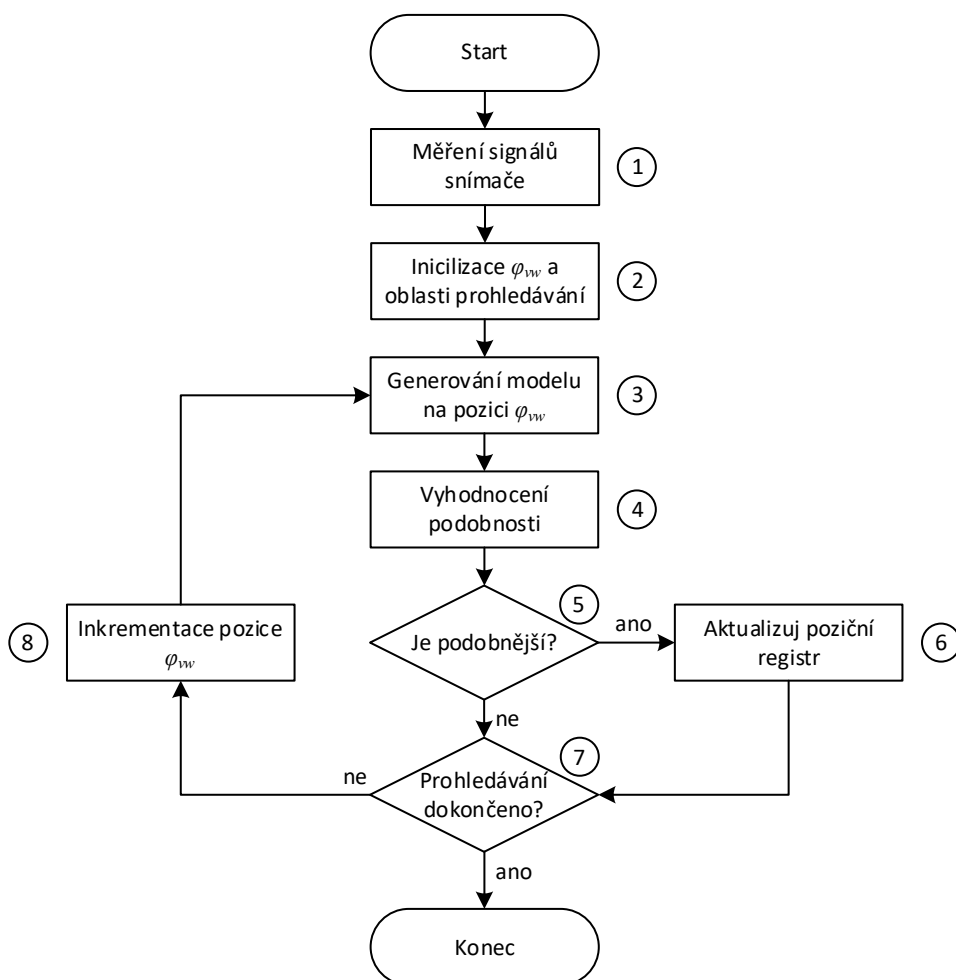 Start
Měření signálů
snímače
1
Inicilizace φvw a
oblasti prohledávání
2
Generování modelu
na pozici φvw
3
Vyhodnocení
podobnosti
4
Je podobnější?
5
ano
Aktualizuj poziční
registr
6
ne
Prohledávání
dokončeno?
7
ne
Inkrementace pozice
φvw
8
ano
Konec